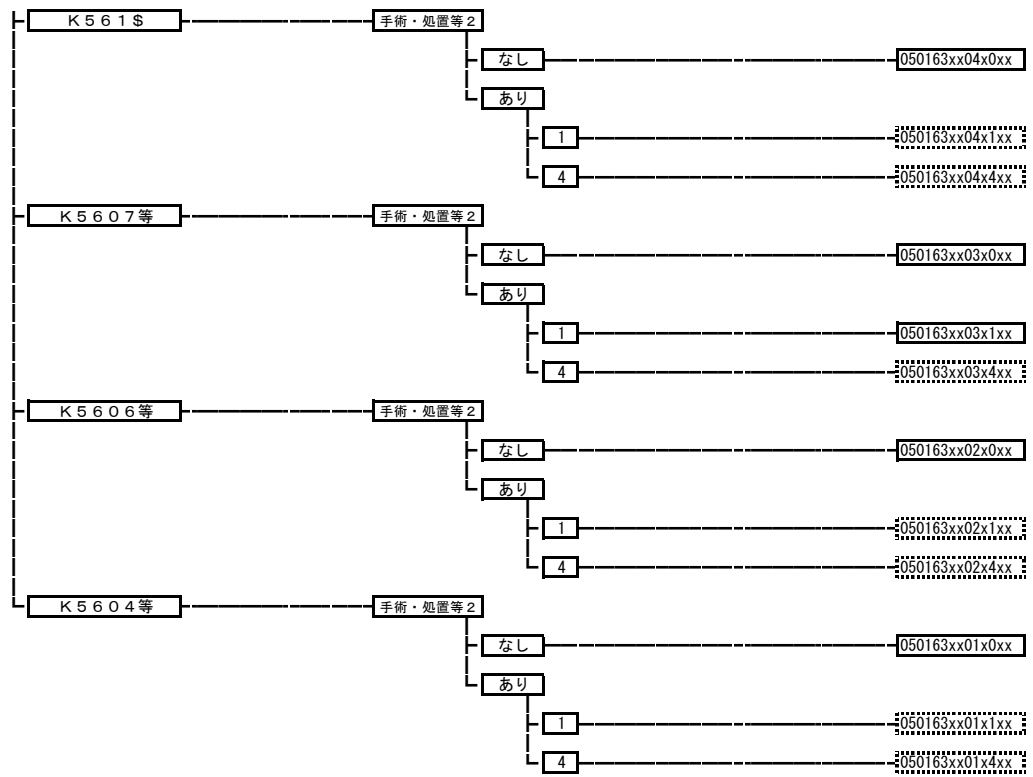 Ｋ５６１＄ 手術・処置等２
なし 050163xx04x0xx
あり
1 050163xx04x1xx
4 050163xx04x4xx
Ｋ５６０７等 手術・処置等２
なし 050163xx03x0xx
あり
1 050163xx03x1xx
4 050163xx03x4xx
Ｋ５６０６等 手術・処置等２
なし 050163xx02x0xx
あり
1 050163xx02x1xx
4 050163xx02x4xx
Ｋ５６０４等 手術・処置等２
なし 050163xx01x0xx
あり
1 050163xx01x1xx
4 050163xx01x4xx